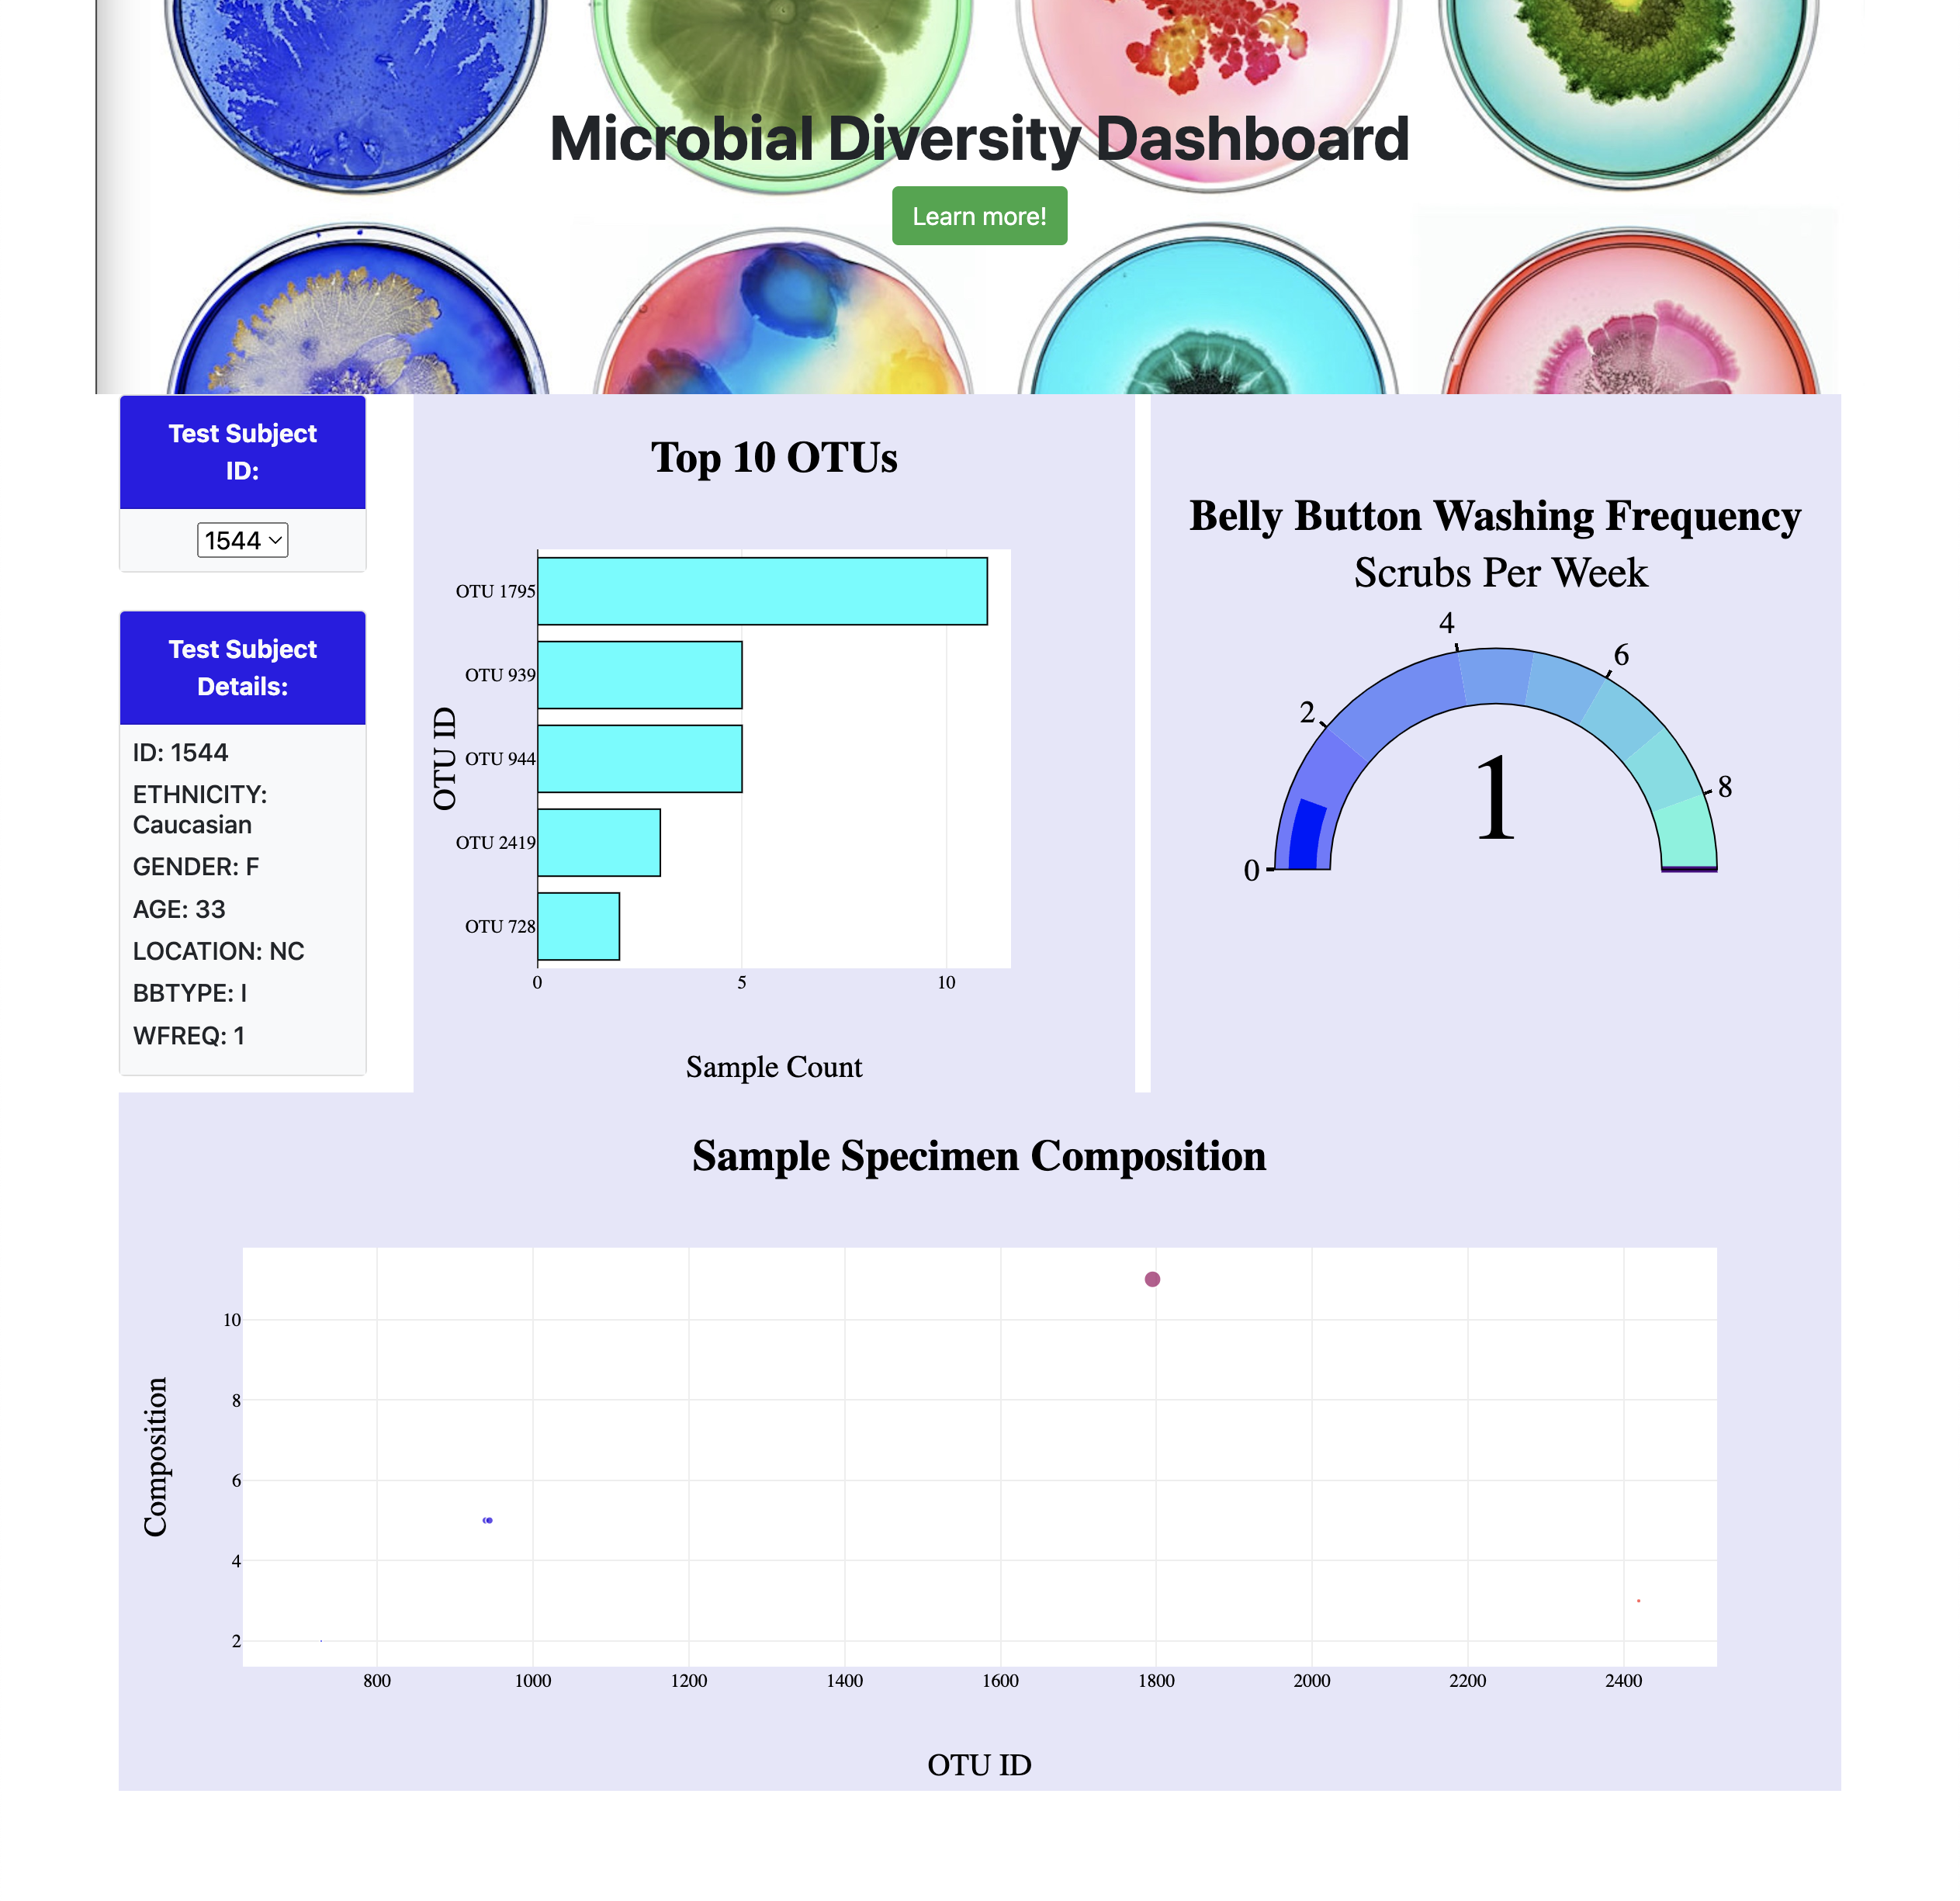 Microbial Diversity Dashboard
Learn more!
Test Subject
ID:
1544
Test Subject
Details:
ID: 1544
ETHNICITY:
Caucasian
GENDER: F
AGE: 33
LOCATION: NC
BBTYPE: I
WFREQ: 1
Top 10 OTUs
OTU ID
OTU 1795
OTU 939
OTU 944
OTU 2419
OTU 728
0 5 10
Sample Count
Belly Button Washing Frequency
Scrubs Per Week
0 2 4 6 8
1
Sample Specimen Composition
Composition
10
8
6
4
2
800 1000 1200 1400 1600 1800 2000 2200 2400
OTU ID